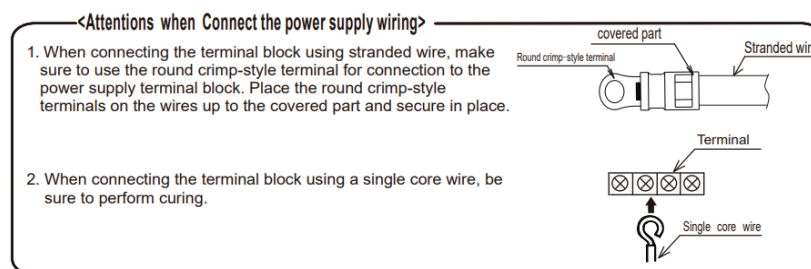 <Attentions when Connect the power supply wiring>
1. When connecting the terminal block using stranded wire, make
sure to use the round crimp-style terminal for connection to the
power supply terminal block. Place the round crimp-style
terminals on the wires up to the covered part and secure in place.
covered part
Round crimp-style terminal
Stranded wir
2. When connecting the terminal block using a single core wire, be
sure to perform curing.
Terminal
Single core wire